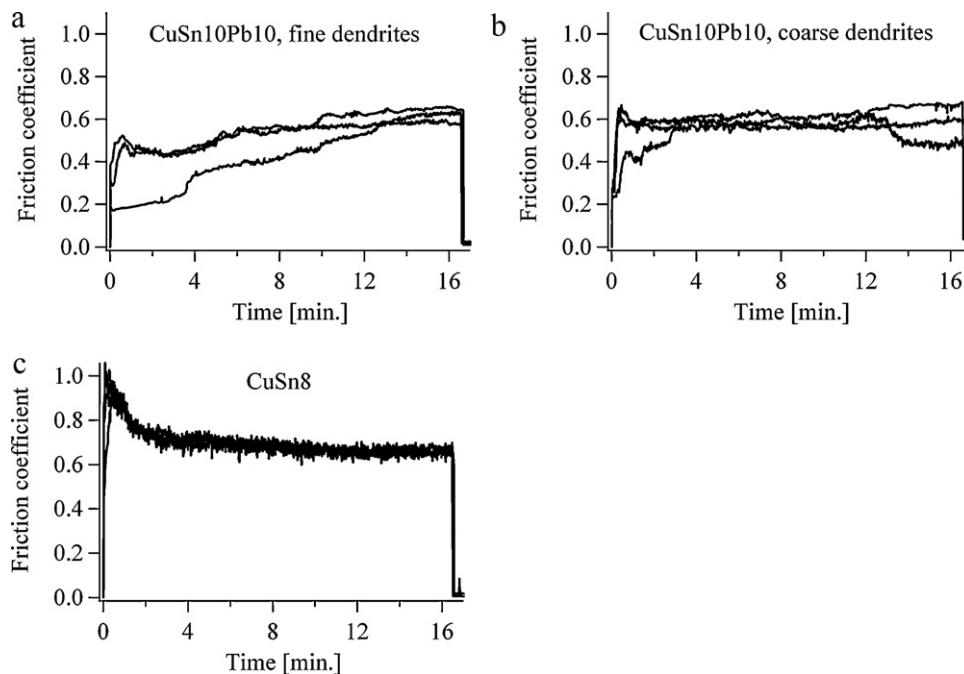 a
CuSn10Pb10, fine dendrites
1.0
0.8
0.6
0.4
0.2
0.0
Friction coefficient
0 4 8 12 16
Time [min.]
b
CuSn10Pb10, coarse dendrites
1.0
0.8
0.6
0.4
0.2
0.0
Friction coefficient
0 4 8 12 16
Time [min.]
c
CuSn8
1.0
0.8
0.6
0.4
0.2
0.0
Friction coefficient
0 4 8 12 16
Time [min.]